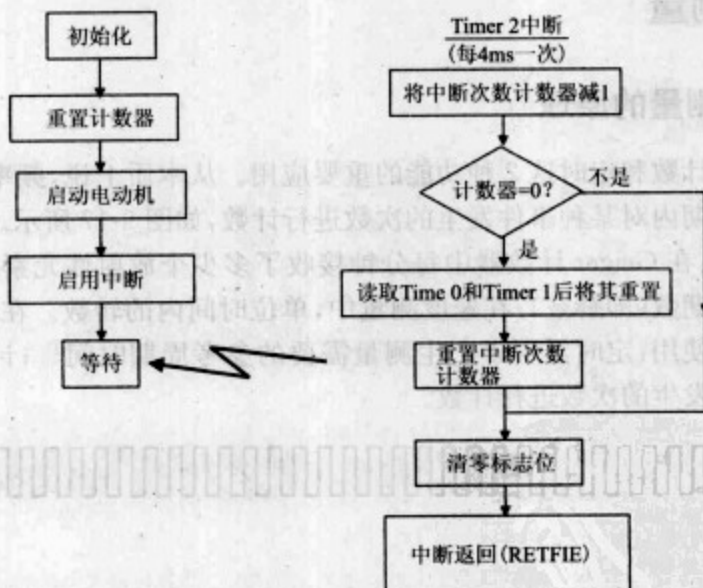 初始化
重置计数器
启动电动机
启用中断
等待
Timer 2中断
(每4ms一次)
将中断次数计数器减1
计数器=0?
不是
是
读取Time 0和Timer 1后将其重置
重置中断次数
计数器
清零标志位
中断返回(RETFIE)